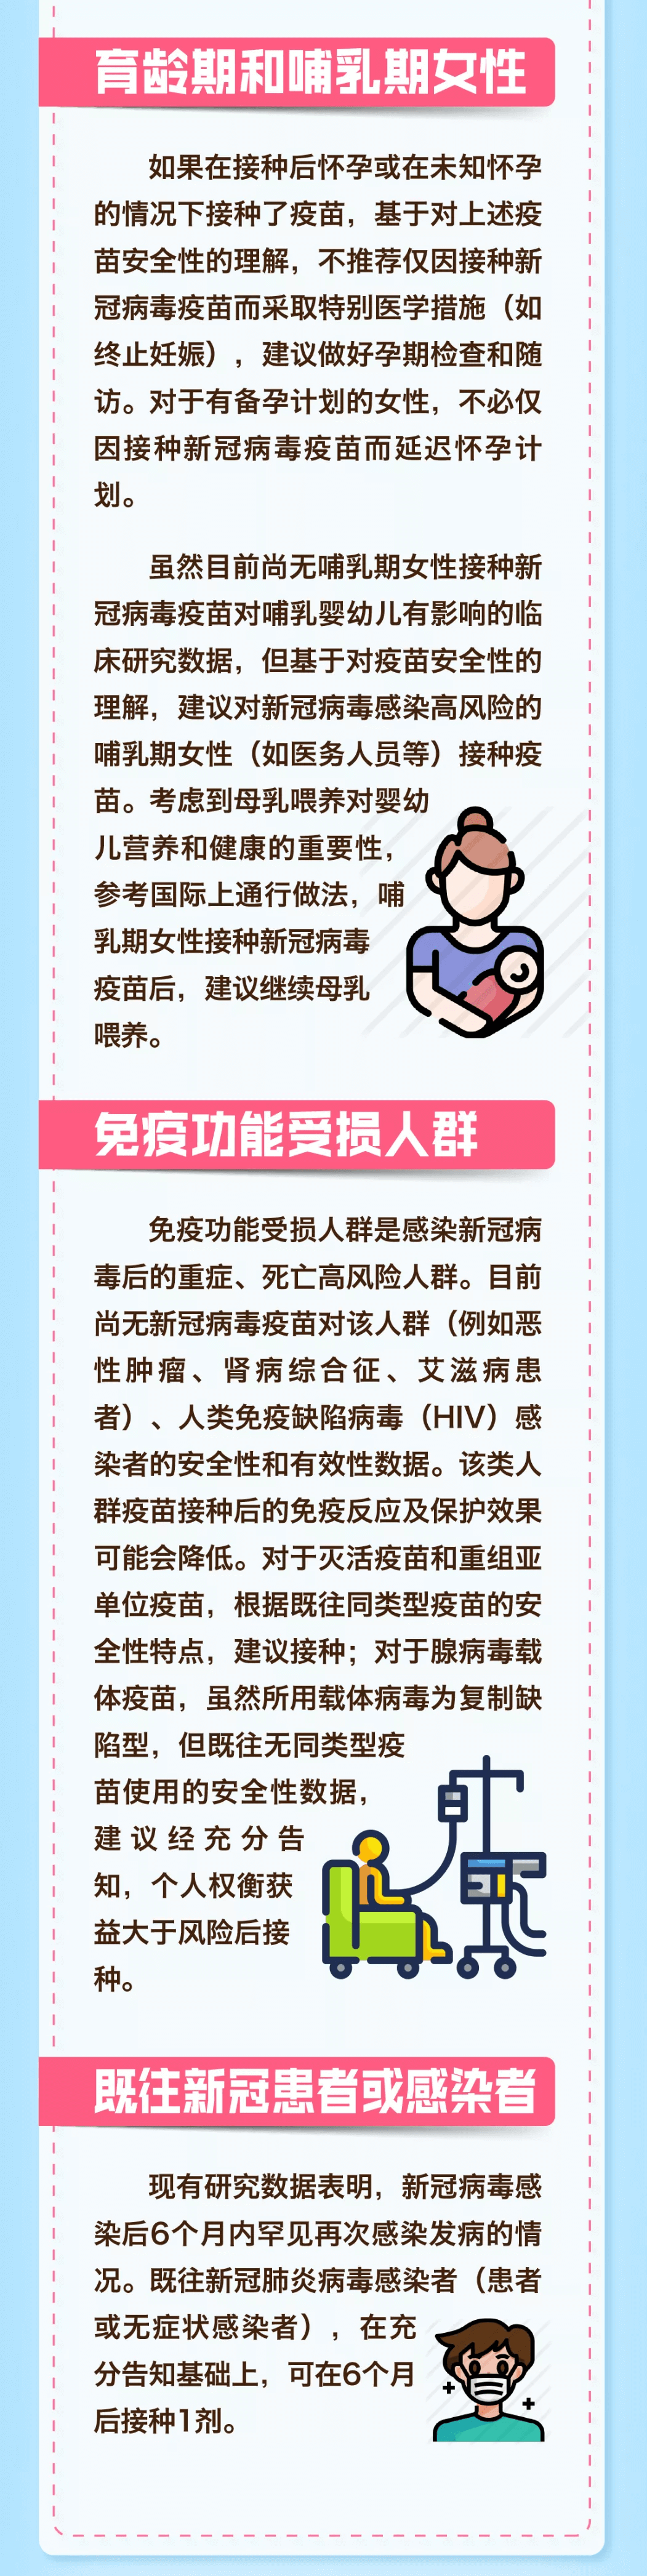 育龄期和哺乳期女性
如果在接种后怀孕或在未知怀孕
的情况下接种了疫苗，基于对上述疫
苗安全性的理解，不推荐仅因接种新
冠病毒疫苗而采取特别医学措施（如
终止妊娠），建议做好孕期检查和随
访。对于有备孕计划的女性，不必仅
因接种新冠病毒疫苗而延迟怀孕计
划。
虽然目前尚无哺乳期女性接种新
冠病毒疫苗对哺乳婴幼儿有影响的临
床研究数据，但基于对疫苗安全性的
理解，建议对新冠病毒感染高风险的
哺乳期女性（如医务人员等）接种疫
苗。考虑到母乳喂养对婴幼
儿营养和健康的重要性，
参考国际上通行做法，哺
乳期女性接种新冠病毒
疫苗后，建议继续母乳
喂养。
免疫功能受损人群
免疫功能受损人群是感染新冠病
毒后的重症、死亡高风险人群。目前
尚无新冠病毒疫苗对该人群（例如恶
性肿瘤、肾病综合征、艾滋病患
者）、人类免疫缺陷病毒（HIV）感
染者的安全性和有效性数据。该类人
群疫苗接种后的免疫反应及保护效果
可能会降低。对于灭活疫苗和重组亚
单位疫苗，根据既往同类型疫苗的安
全性特点，建议接种；对于腺病毒载
体疫苗，虽然所用载体病毒为复制缺
陷型，但既往无同类型疫
苗使用的安全性数据，
建议经充分告
知，个人权衡获
益大于风险后接
种。
既往新冠患者或感染者
现有研究数据表明，新冠病毒感
染后6个月内罕见再次感染发病的情
况。既往新冠肺炎病毒感染者（患者
或无症状感染者），在充
分告知基础上，可在6个月
后接种1剂。